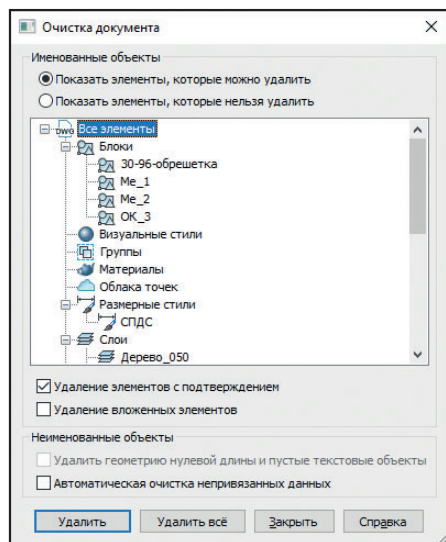 Очистка документа
Именованные объекты
Показать элементы, которые можно удалить
Показать элементы, которые нельзя удалить
DWG Все элементы
Блоки
30-96-обрешетка
Me_1
Me_2
OK_3
Визуальные стили
Группы
Материалы
Облака точек
Размерные стили
СПДС
Слои
Дерево_050
Удаление элементов с подтверждением
Удаление вложенных элементов
Неименованные объекты
Удалить геометрию нулевой длины и пустые текстовые объекты
Автоматическая очистка непривязанных данных
Удалить Удалить всё Закрыть Справка